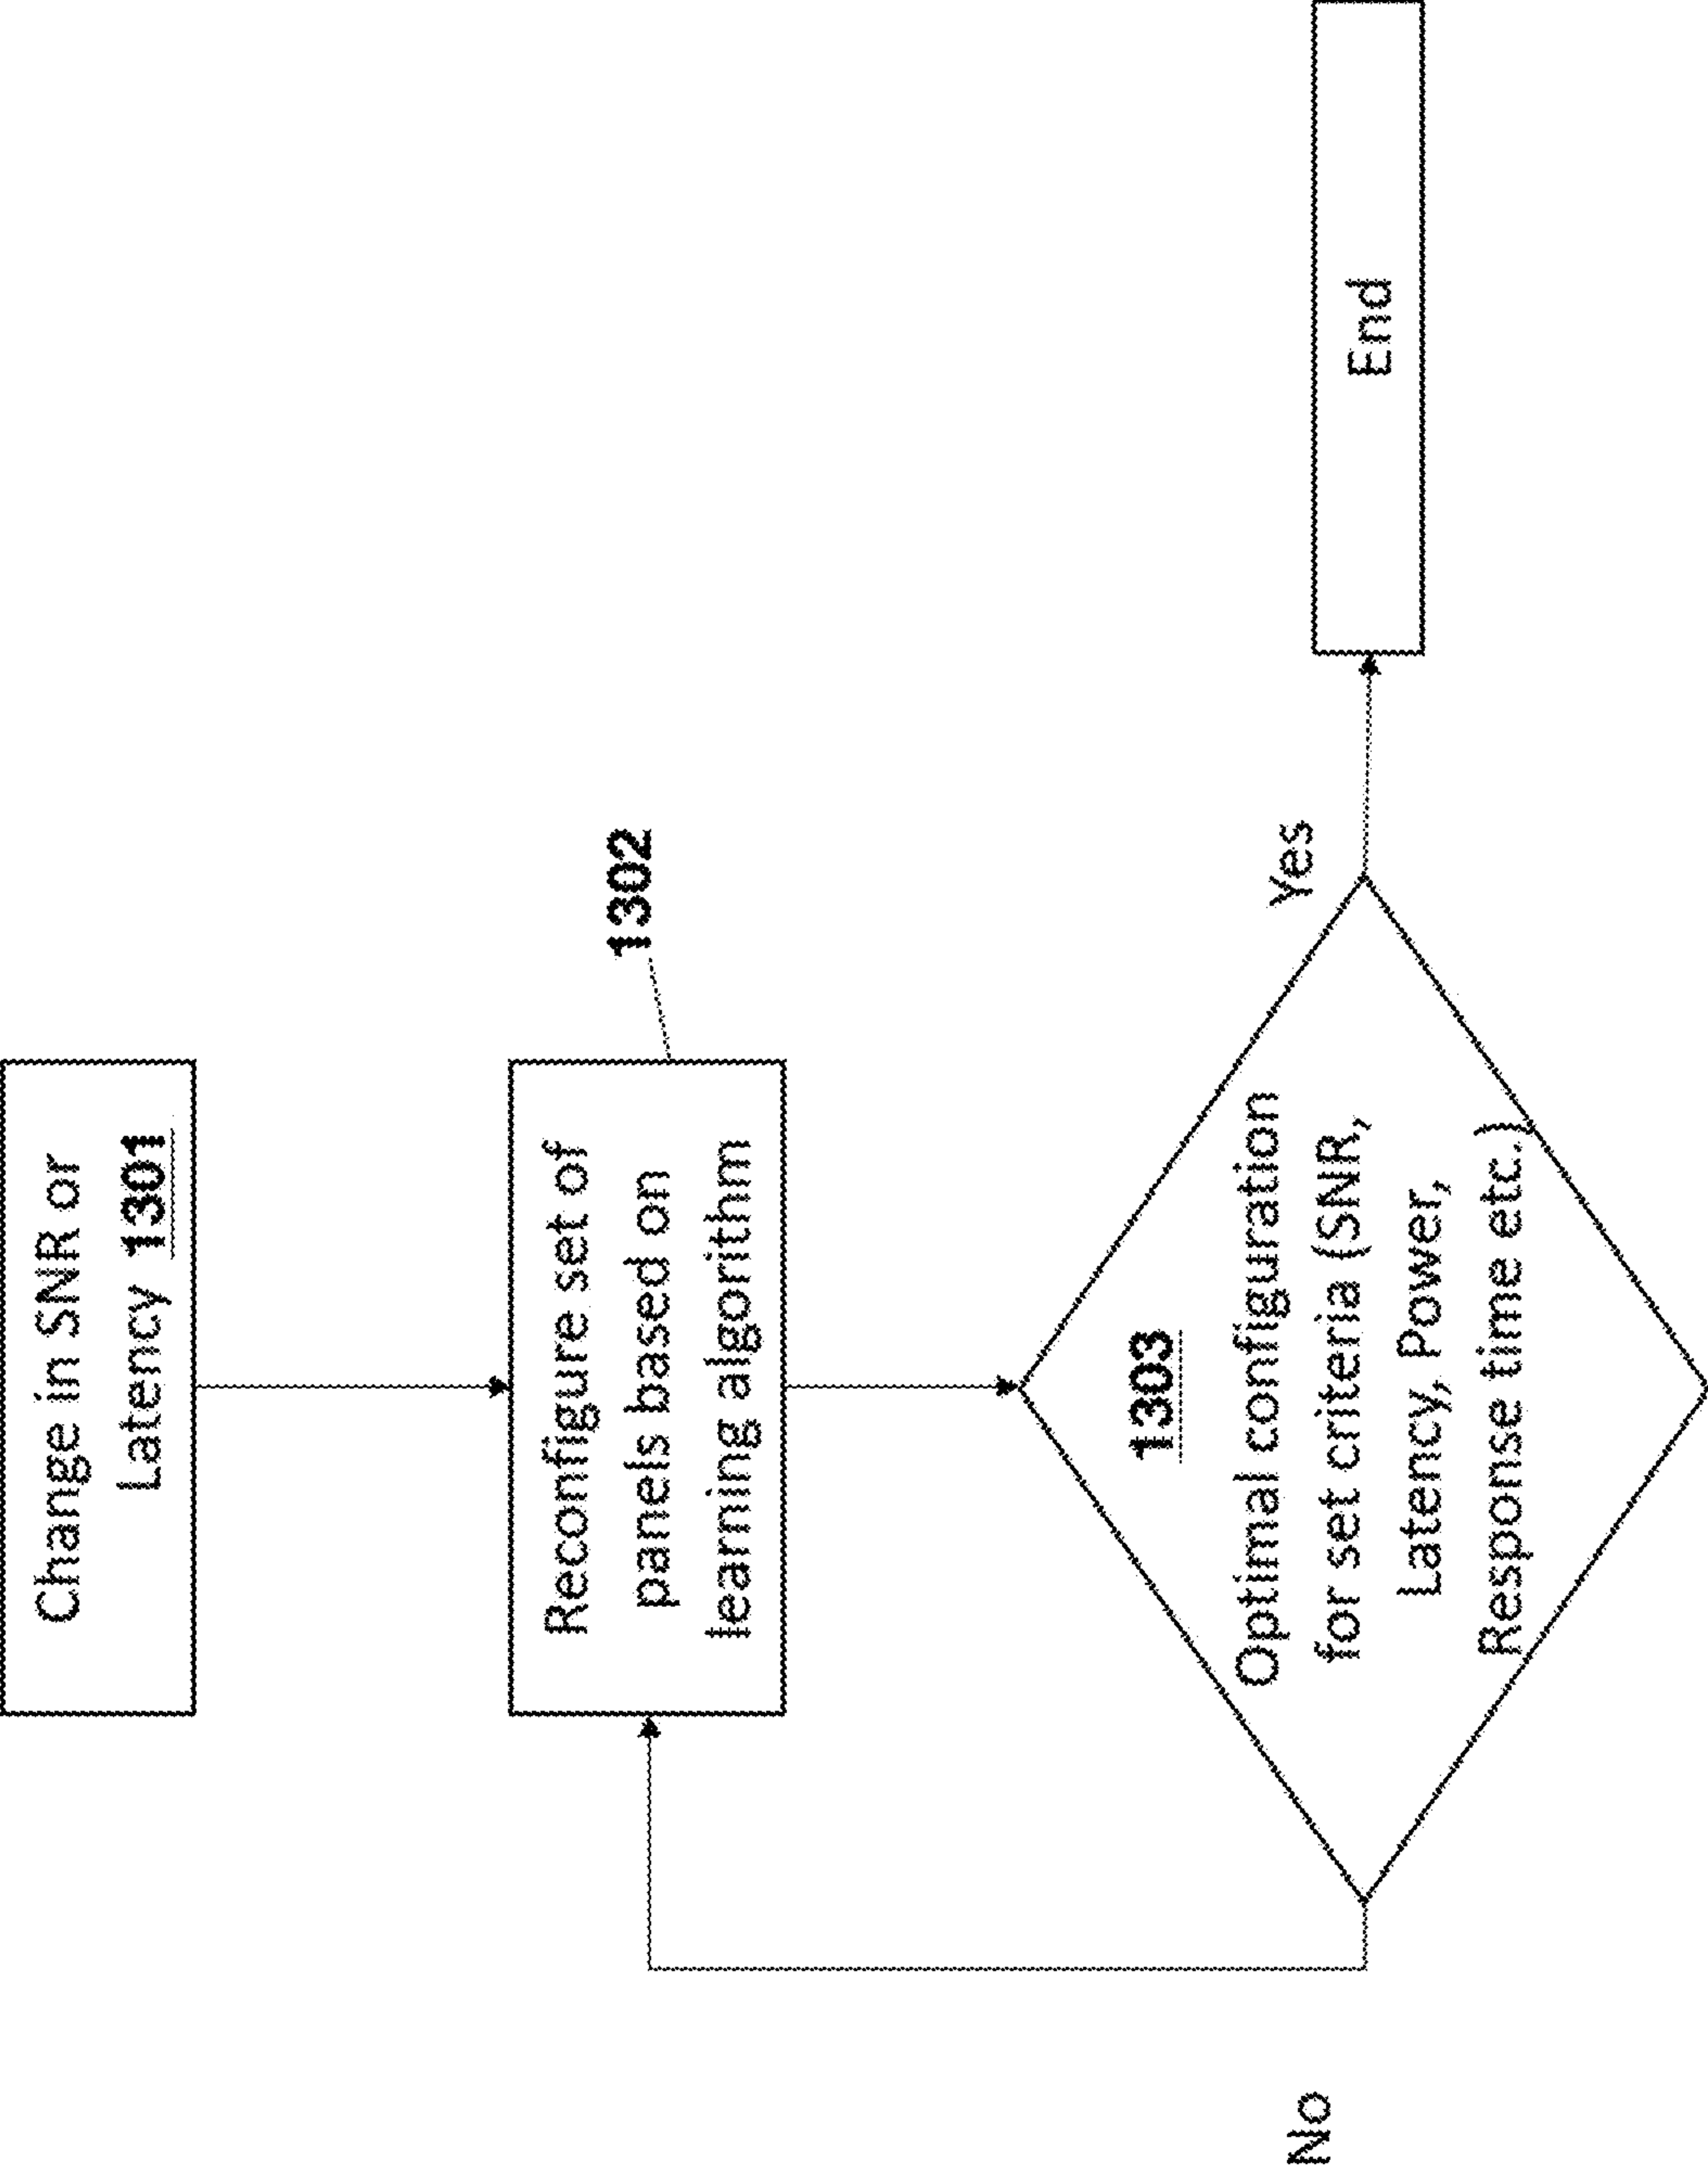 Change in SNR or
Latency 1301
1302
Reconfigure set of
panels based on
learning algorithm
1303
Optimal configuration
for set criteria (SNR,
Latency, Power,
Response time etc.)
Yes
No
End